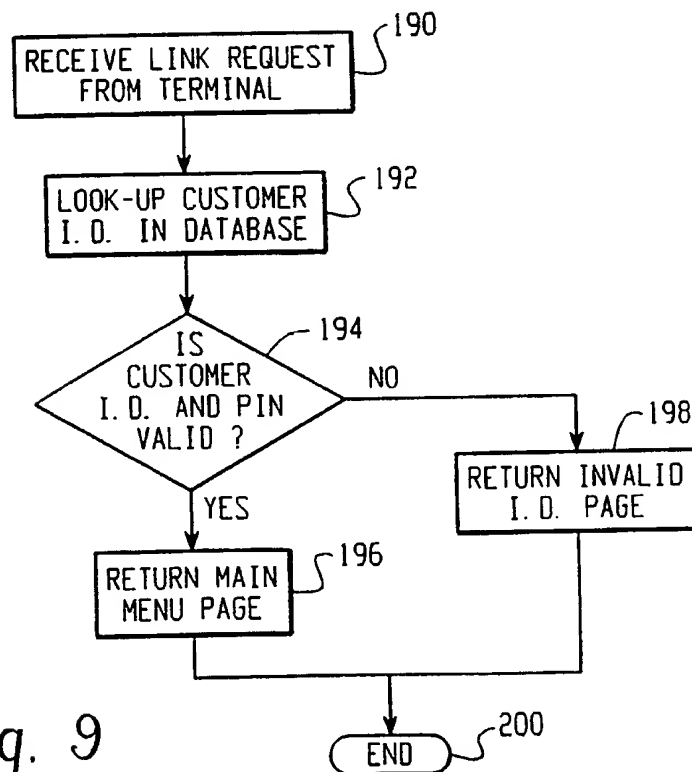 190
RECEIVE LINK REQUEST
FROM TERMINAL
192
LOOK-UP CUSTOMER
I. D. IN DATABASE
194
IS
CUSTOMER
I. D. AND PIN
VALID ?
NO
198
RETURN INVALID
I. D. PAGE
YES
196
RETURN MAIN
MENU PAGE
200
END
9